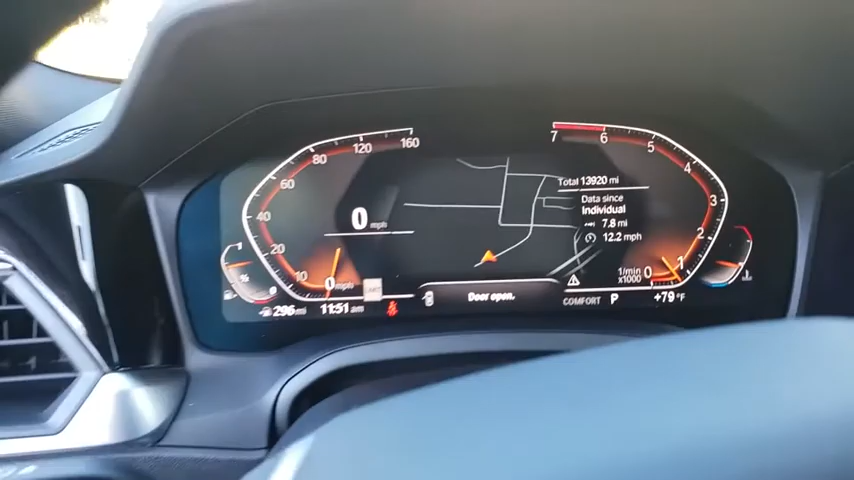 160
120
80
60
40
20
10
0 mph
0 mph
7
6
5
4
3
2
1
0
1/min
x1000
Total 13920 mi
Data since
Individual
7.8 mi
12.2 mph
Door open.
296 mi
11:51 am
COMFORT
P
+79 °F